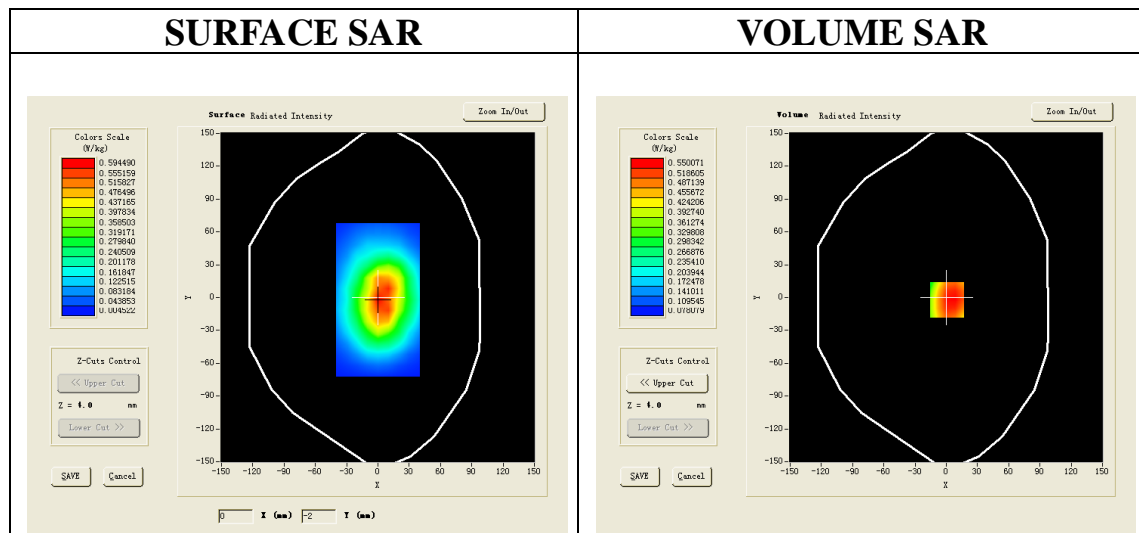 SURFACE SAR
VOLUME SAR
Surface Radiated Intensity
Zoom In/Out
Colors Scale
(W/kg)
0.594490
0.555159
0.515827
0.476496
0.437165
0.397834
0.358503
0.319171
0.279840
0.240509
0.201178
0.161847
0.122515
0.083184
0.043853
0.004522
Z-Cuts Control
<< Upper Cut
Z = 4.0 mm
Lower Cut >>
SAVE
Cancel
150
120
90
60
30
0
-30
-60
-90
-120
-150
Y
-150 -120 -90 -60 -30 0 30 60 90 120 150
X
0 X (mm) -2 Y (mm)
Volume Radiated Intensity
Zoom In/Out
Colors Scale
(W/kg)
0.550071
0.518605
0.487139
0.455672
0.424206
0.392740
0.361274
0.329808
0.298342
0.266876
0.235410
0.203944
0.172478
0.141011
0.109545
0.078079
Z-Cuts Control
<< Upper Cut
Z = 4.0 mm
Lower Cut >>
SAVE
Cancel
150
120
90
60
30
0
-30
-60
-90
-120
-150
Y
-150 -120 -90 -60 -30 0 30 60 90 120 150
X